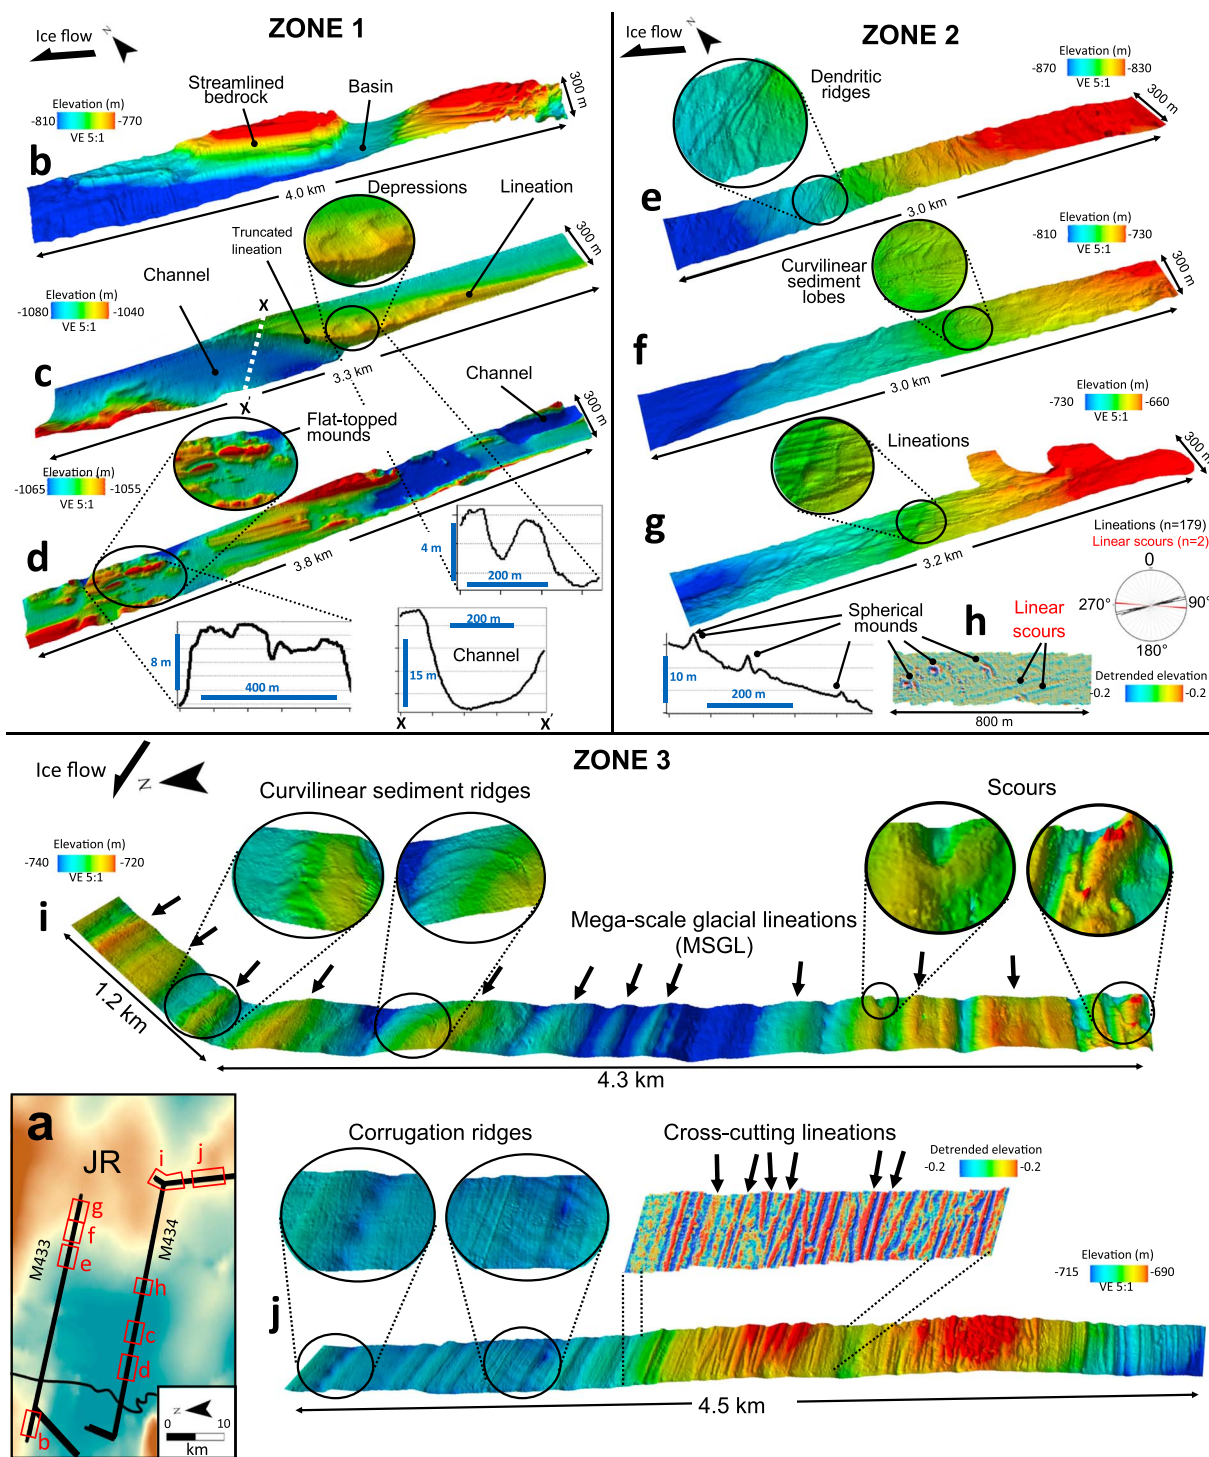 ZONE 1
Ice flow
N
Streamlined
bedrock
Basin
300 m
Elevation (m)
-810
-770
VE 5:1
b
4.0 km
Depressions
Lineation
Truncated
lineation
300 m
Channel
X
Elevation (m)
-1080
-1040
VE 5:1
c
3.3 km
X
Channel
Flat-topped
mounds
300 m
Elevation (m)
-1065
-1055
VE 5:1
d
3.8 km
4 m
200 m
8 m
400 m
200 m
Channel
15 m
X
X'
ZONE 2
Ice flow
N
Elevation (m)
-870
-830
VE 5:1
Dendritic
ridges
300 m
e
3.0 km
Elevation (m)
-810
-730
VE 5:1
Curvilinear
sediment
lobes
300 m
f
3.0 km
Elevation (m)
-730
-660
VE 5:1
Lineations
300 m
g
3.2 km
Lineations (n=179)
Linear scours (n=2)
0
270°
90°
180°
Spherical
mounds
h
Linear
scours
10 m
200 m
Detrended elevation
-0.2
-0.2
800 m
ZONE 3
Ice flow
N
Curvilinear sediment ridges
Scours
Elevation (m)
-740
-720
VE 5:1
i
Mega-scale glacial lineations
(MSGL)
1.2 km
4.3 km
a
JR
i
j
g
f
e
M433
M434
h
c
d
b
N
0
10
km
Corrugation ridges
Cross-cutting lineations
Detrended elevation
-0.2
-0.2
Elevation (m)
-715
-690
VE 5:1
j
4.5 km